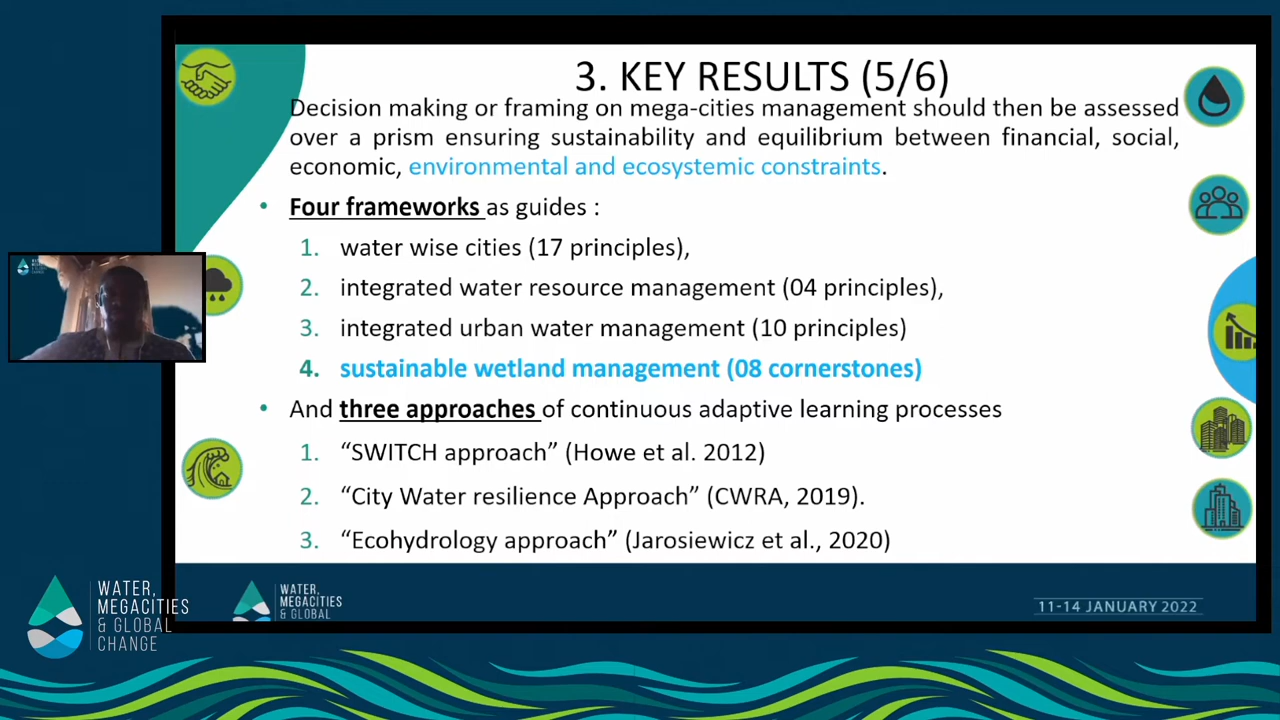 3. KEY RESULTS (5/6)
Decision making or framing on mega-cities management should then be assessed
over a prism ensuring sustainability and equilibrium between financial, social,
economic, environmental and ecosystemic constraints.
• Four frameworks as guides :
1. water wise cities (17 principles),
2. integrated water resource management (04 principles),
3. integrated urban water management (10 principles)
4. sustainable wetland management (08 cornerstones)
• And three approaches of continuous adaptive learning processes
1. “SWITCH approach” (Howe et al. 2012)
2. “City Water resilience Approach” (CWRA, 2019).
3. “Ecohydrology approach” (Jarosiewicz et al., 2020)
WATER,
MEGACITIES
& GLOBAL
11-14 JANUARY 2022
WATER,
MEGACITIES
& GLOBAL
CHANGE